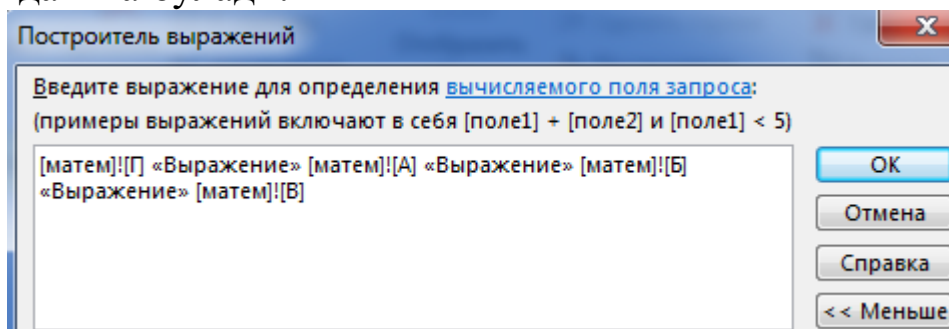 Построитель выражений
Введите выражение для определения вычисляемого поля запроса:
(примеры выражений включают в себя [поле1] + [поле2] и [поле1] < 5)
[матем]![Г] «Выражение» [матем]![А] «Выражение» [матем]![Б]
«Выражение» [матем]![В]
ОК
Отмена
Справка
<< Меньше